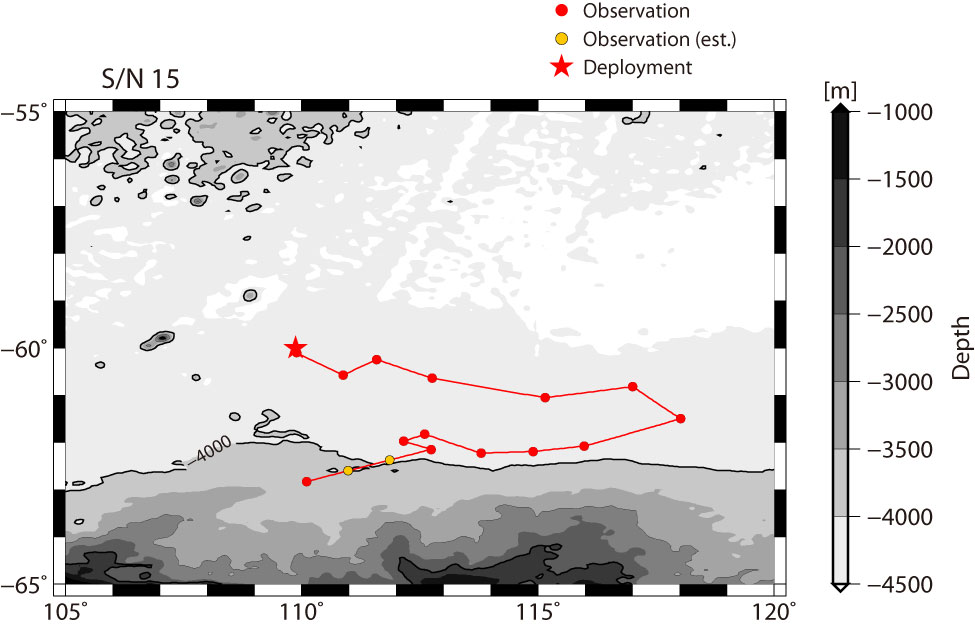 Observation
Observation (est.)
Deployment
S/N 15
[m]
−55˚
−60˚
−65˚
105˚
110˚
115˚
120˚
−4000
−1000
−1500
−2000
−2500
−3000
−3500
−4000
−4500
Depth